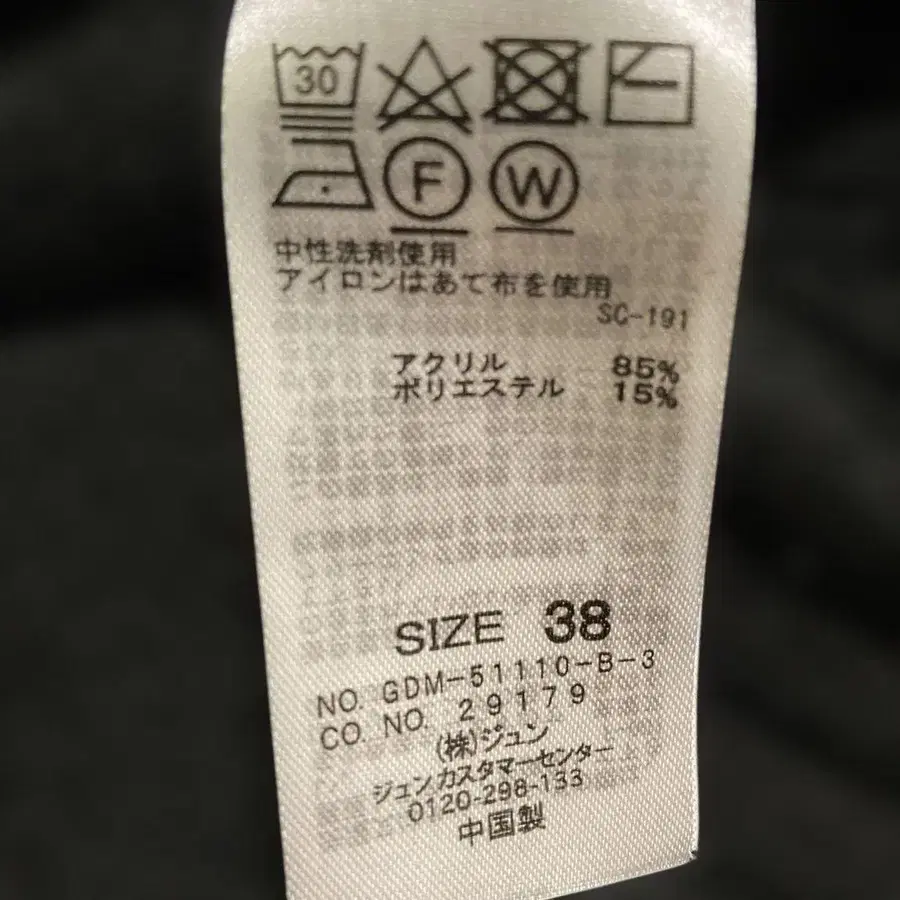 30
F W
中性洗剤使用
アイロンはあて布を使用
SC-191
アクリル 85%
ポリエステル 15%
SIZE 38
NO. GDM-51110-B-3
CO. NO. 29179
(株)ジュン
ジュンカスタマーセンター
0120-298-133
中国製